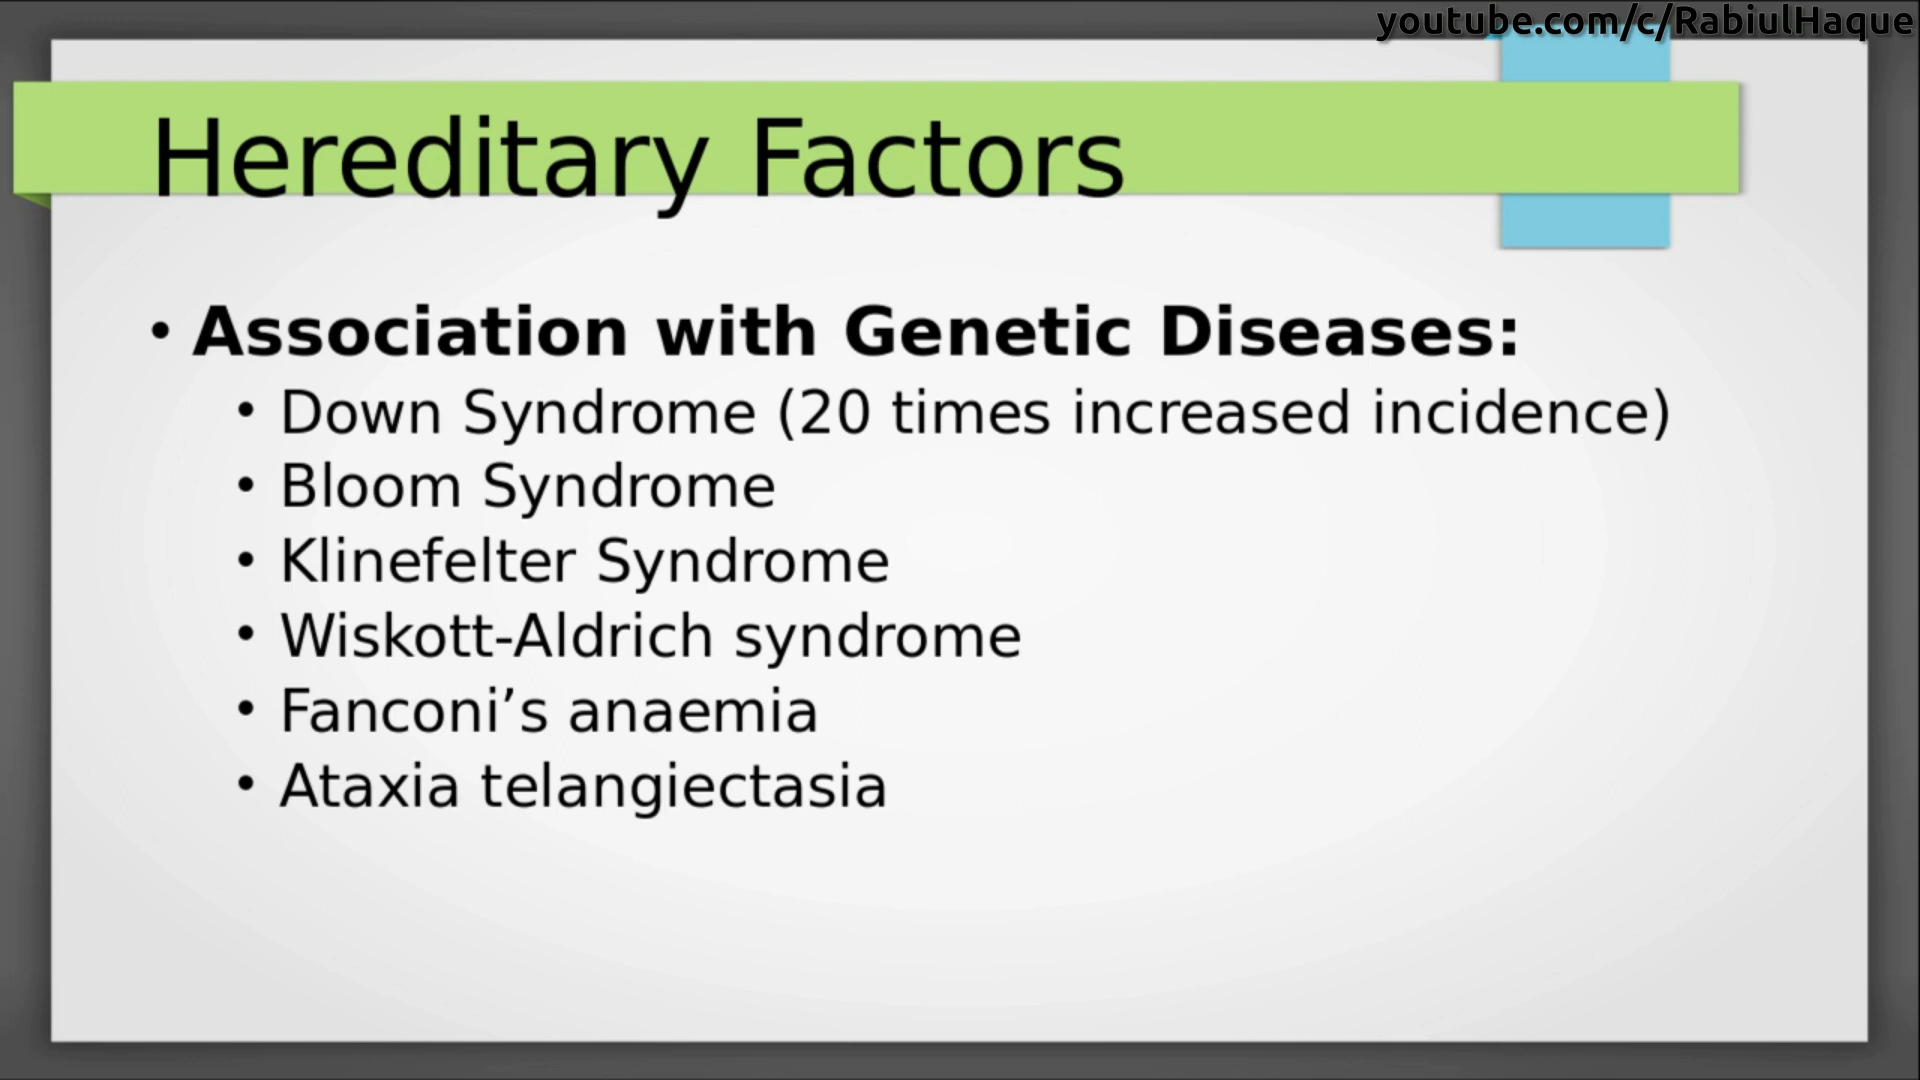 youtube.com/c/RabiulHaque
Hereditary Factors
• Association with Genetic Diseases:
• Down Syndrome (20 times increased incidence)
• Bloom Syndrome
• Klinefelter Syndrome
• Wiskott-Aldrich syndrome
• Fanconi’s anaemia
• Ataxia telangiectasia